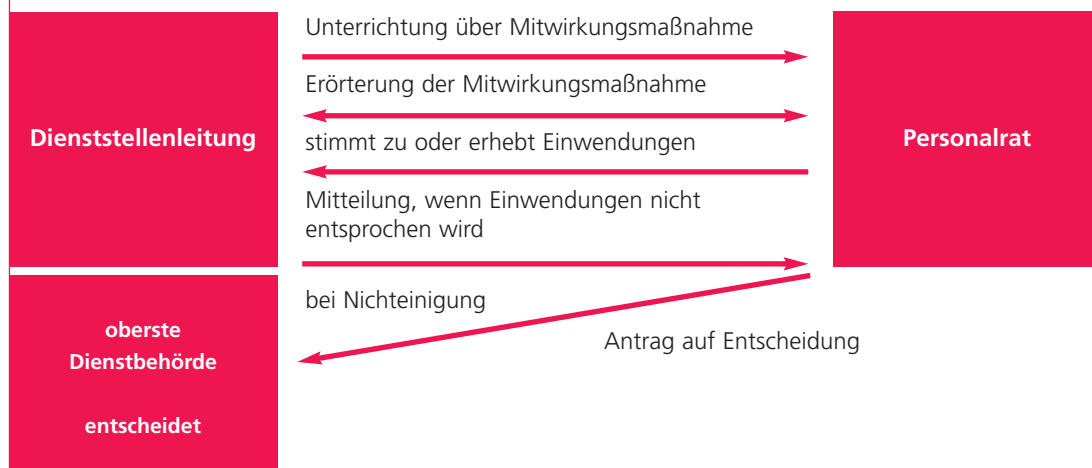 Unterrichtung über Mitwirkungsmaßnahme
Erörterung der Mitwirkungsmaßnahme
Dienststellenleitung
stimmt zu oder erhebt Einwendungen
Personalrat
Mitteilung, wenn Einwendungen nicht
entsprochen wird
bei Nichteinigung
oberste
Dienstbehörde
Antrag auf Entscheidung
entscheidet